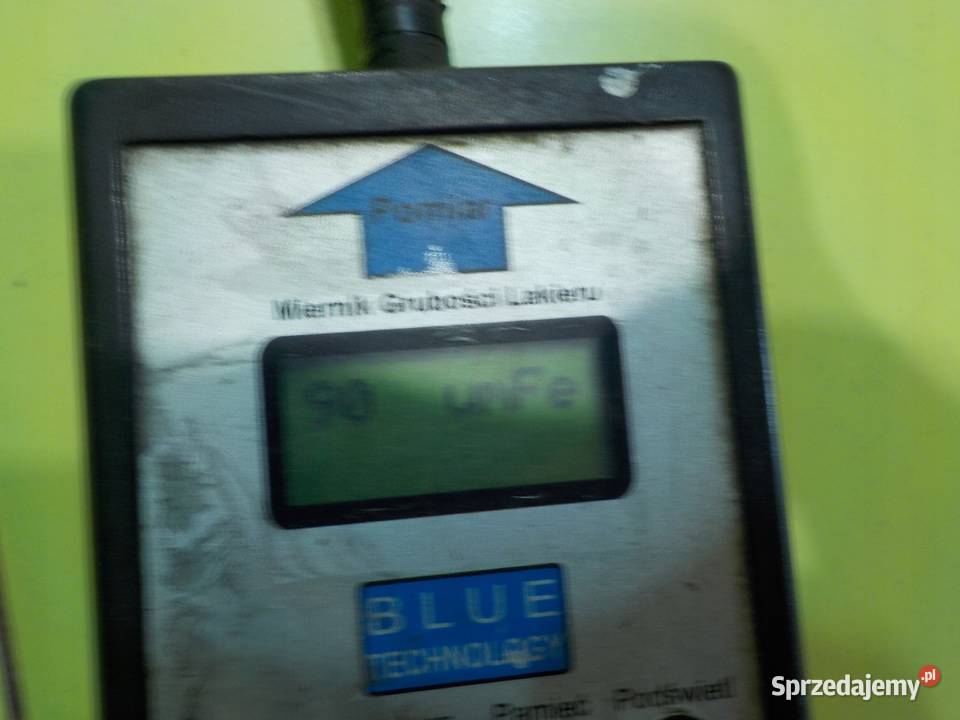 Pomiar
Miernik Grubości Lakieru
90 umFe
BLUE
TECHNOLOGY
Pamięć Podświetl
Sprzedajemy.pl